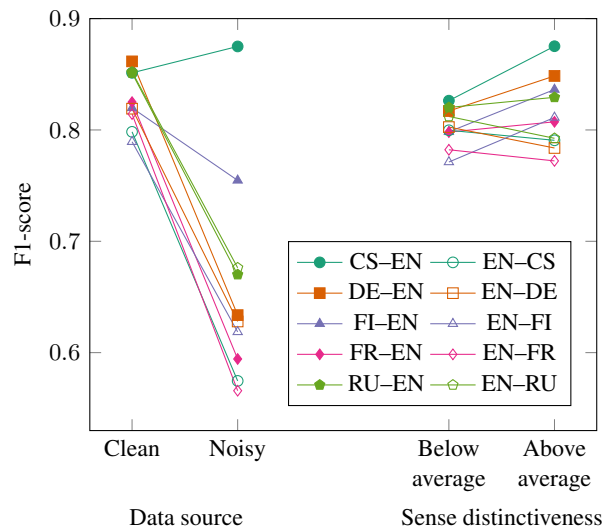 0.9
0.8
0.7
0.6
F1-score
CS–EN EN–CS
DE–EN EN–DE
FI–EN EN–FI
FR–EN EN–FR
RU–EN EN–RU
Clean Noisy Below average Above average
Data source Sense distinctiveness